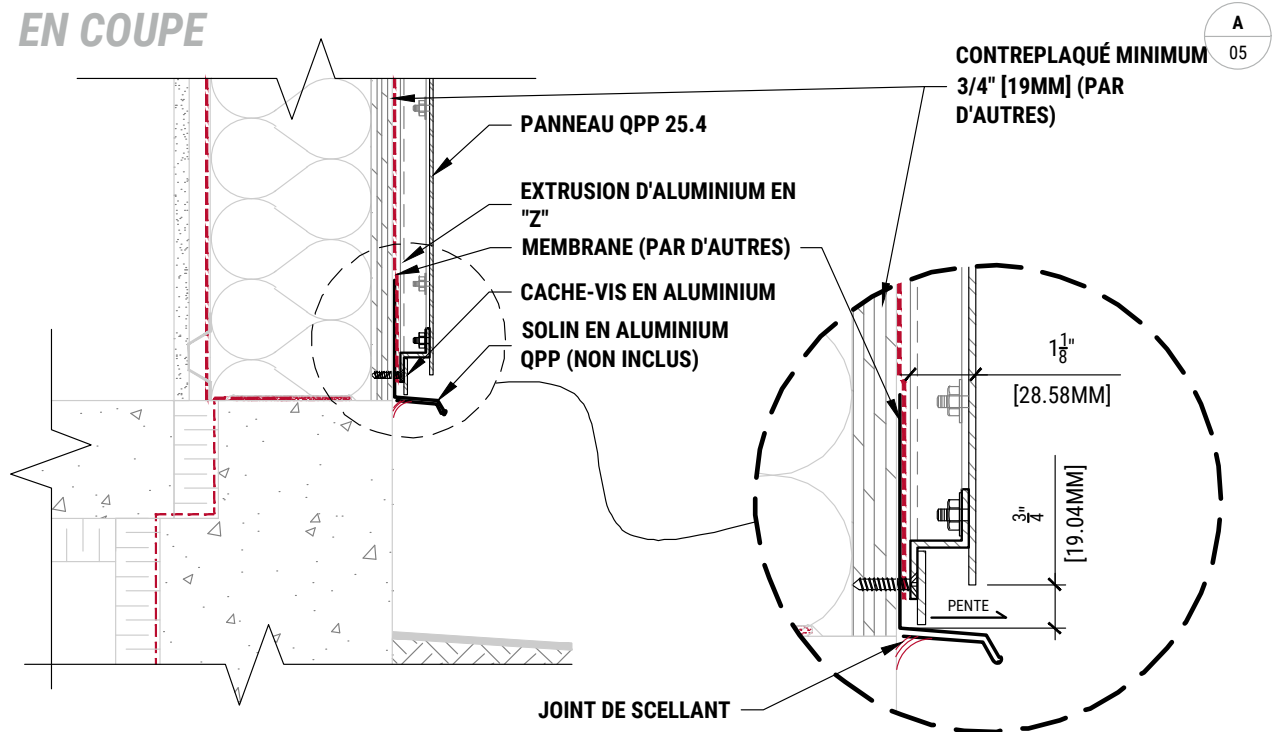 EN COUPE
A
05
CONTREPLAQUÉ MINIMUM
3/4" [19MM] (PAR
D'AUTRES)
PANNEAU QPP 25.4
EXTRUSION D'ALUMINIUM EN
"Z"
MEMBRANE (PAR D'AUTRES)
CACHE-VIS EN ALUMINIUM
SOLIN EN ALUMINIUM
QPP (NON INCLUS)
1 1/8"
[28.58MM]
3/4"
[19.04MM]
PENTE
JOINT DE SCELLANT